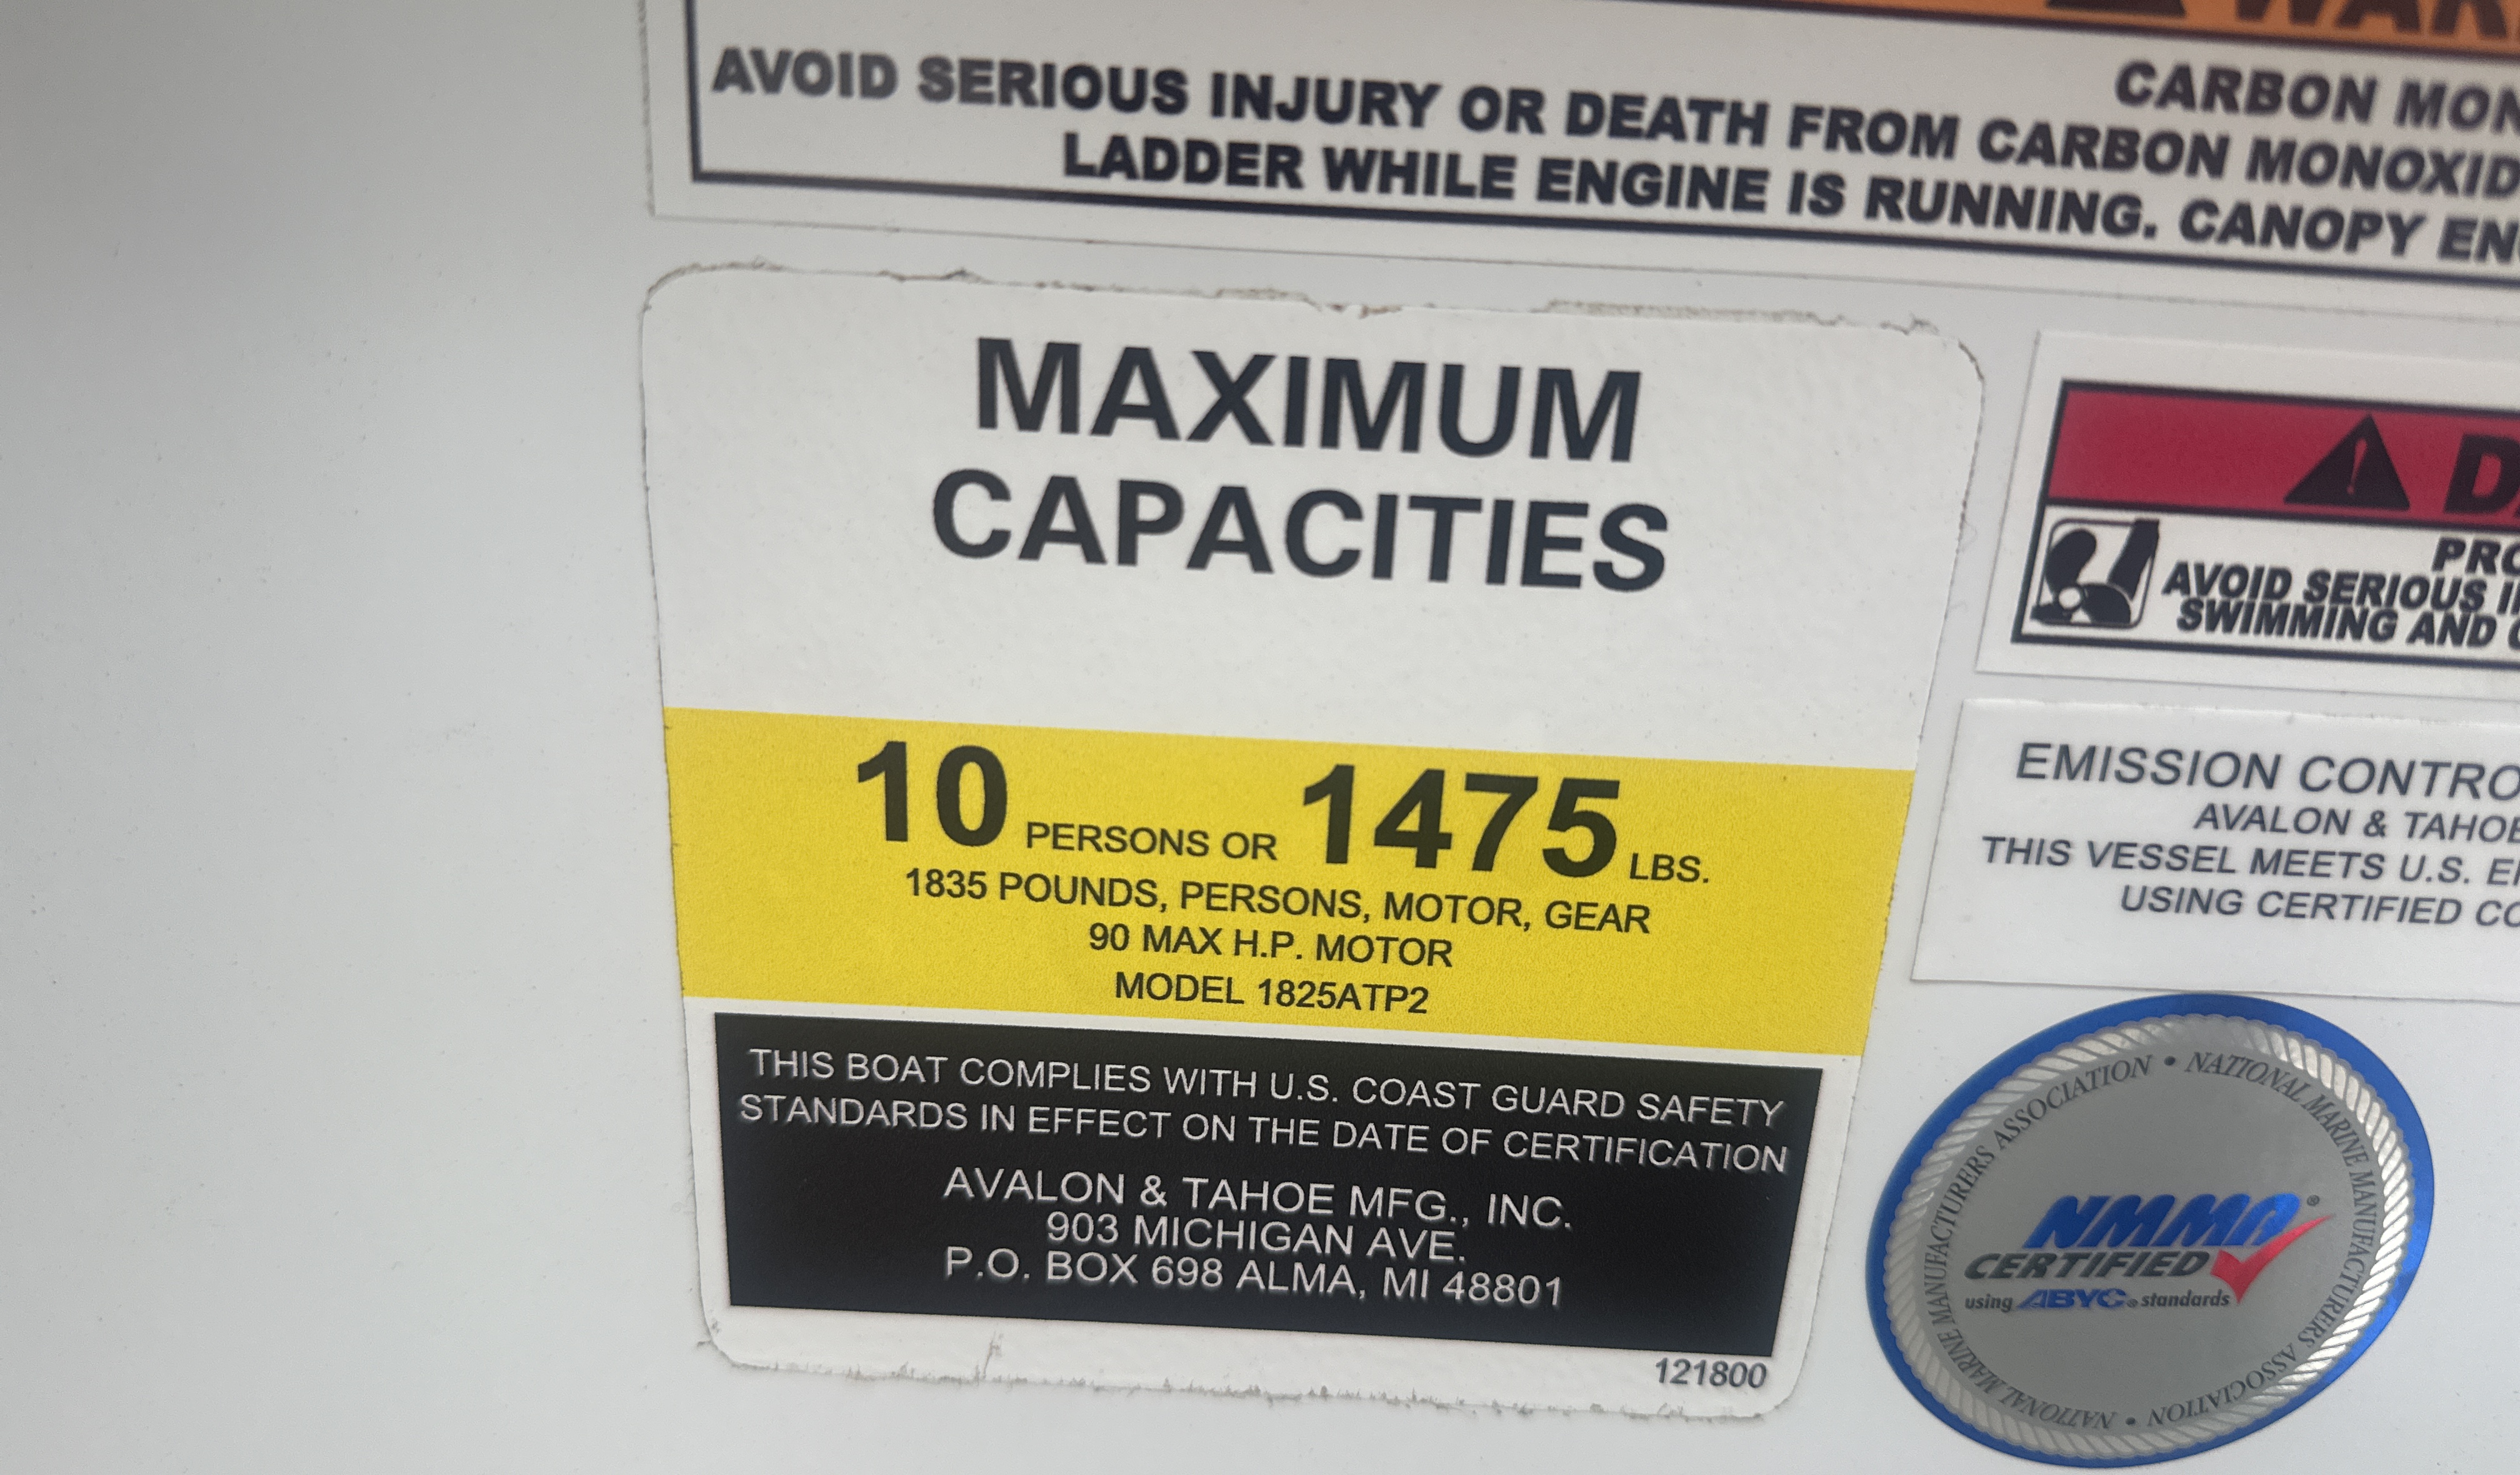 CARBON
AVOID SERIOUS INJURY OR DEATH FROM CARBON
LADDER WHILE ENGINE IS RUNNING. CANOPY
MAXIMUM
CAPACITIES
10 PERSONS OR 1475 LBS.
1835 POUNDS, PERSONS, MOTOR, GEAR
90 MAX H.P. MOTOR
MODEL 1825ATP2
THIS BOAT COMPLIES WITH U.S. COAST GUARD SAFETY
STANDARDS IN EFFECT ON THE DATE OF CERTIFICATION
AVALON & TAHOE MFG., INC.
903 MICHIGAN AVE.
P.O. BOX 698 ALMA, MI 48801
121800
AVOID SERIOUS
SWIMMING AND
EMISSION
AVALON & TAHOE
THIS VESSEL MEETS U.S.
USING CERTIFIED
NATIONAL MARINE MANUFACTURERS ASSOCIATION • NATIONAL MARINE MANUFACTURERS ASSOCIATION •
NMMA®
CERTIFIED
using ABYC® standards